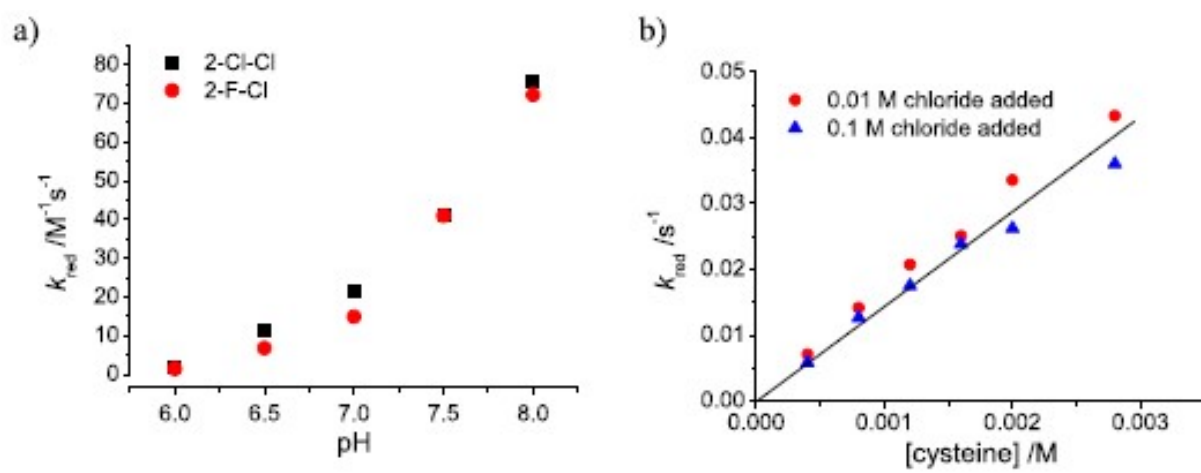 a)
2-Cl-Cl
2-F-Cl
80
70
60
50
40
30
20
10
0
k_red /M⁻¹s⁻¹
6.0 6.5 7.0 7.5 8.0
pH
b)
0.01 M chloride added
0.1 M chloride added
0.05
0.04
0.03
0.02
0.01
0.00
k_red /s⁻¹
0.000 0.001 0.002 0.003
[cysteine] /M